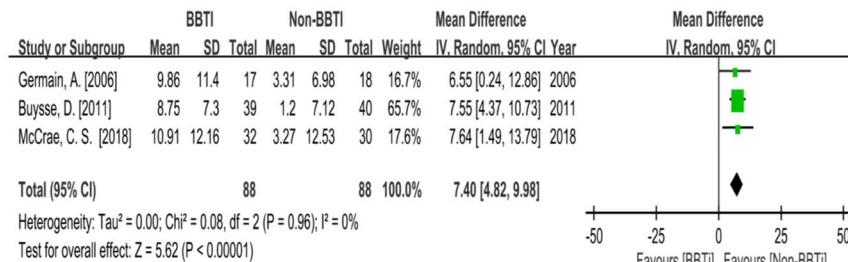 BBTI Non-BBTI Mean Difference Mean Difference
Study or Subgroup Mean SD Total Mean SD Total Weight IV, Random, 95% CI Year IV, Random, 95% CI
Germain, A. [2006] 9.86 11.4 17 3.31 6.98 18 16.7% 6.55 [0.24, 12.86] 2006
Buysse, D. [2011] 8.75 7.3 39 1.2 7.12 40 65.7% 7.55 [4.37, 10.73] 2011
McCrae, C. S. [2018] 10.91 12.16 32 3.27 12.53 30 17.6% 7.64 [1.49, 13.79] 2018
Total (95% CI) 88 88 100.0% 7.40 [4.82, 9.98]
Heterogeneity: Tau² = 0.00; Chi² = 0.08, df = 2 (P = 0.96); I² = 0%
Test for overall effect: Z = 5.62 (P < 0.00001)
-50 -25 0 25 50
Favours [BBTi] Favours [Non-BBTi]